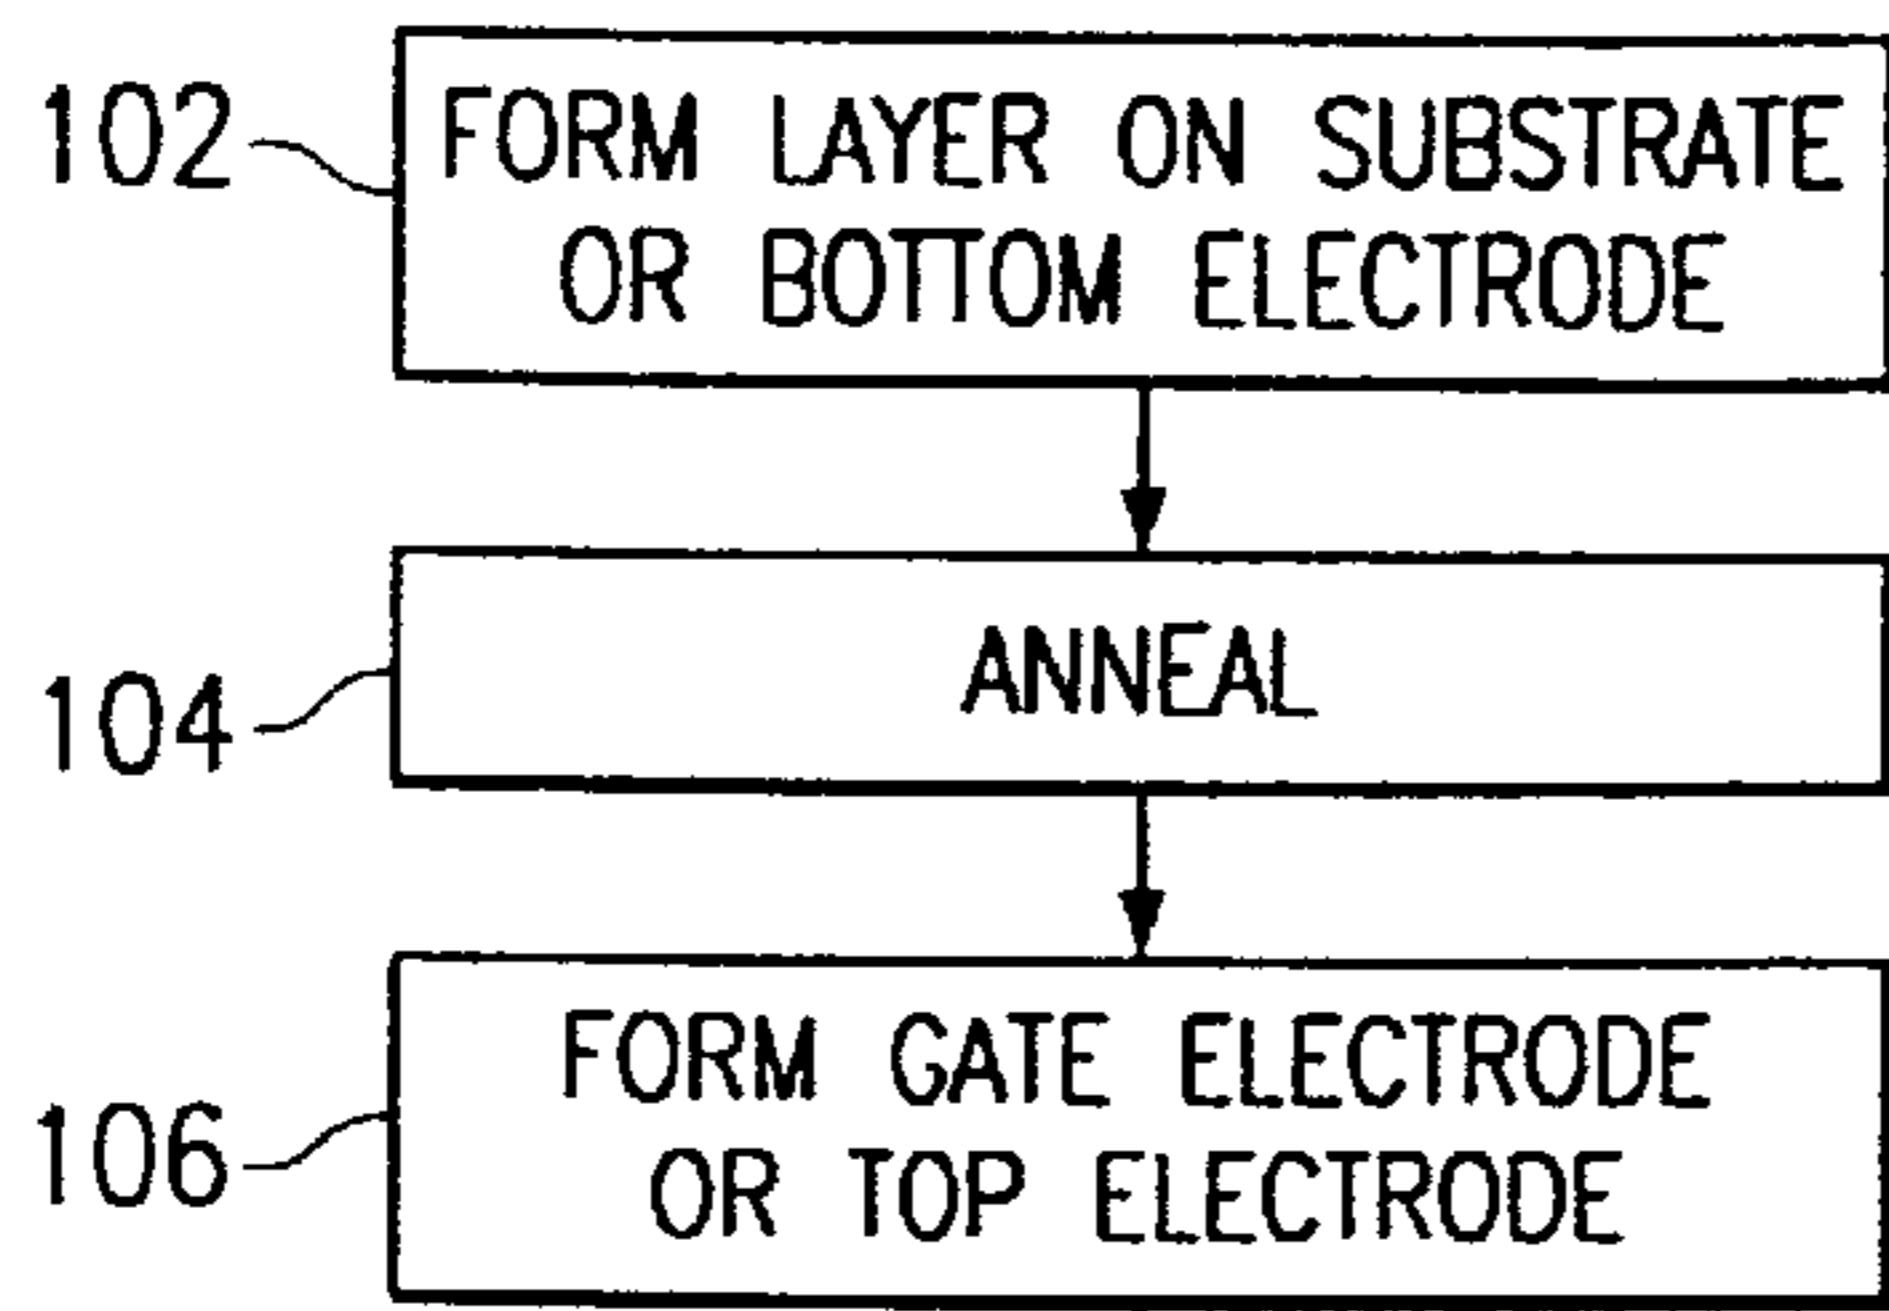 102
FORM LAYER ON SUBSTRATE
OR BOTTOM ELECTRODE
104
ANNEAL
106
FORM GATE ELECTRODE
OR TOP ELECTRODE